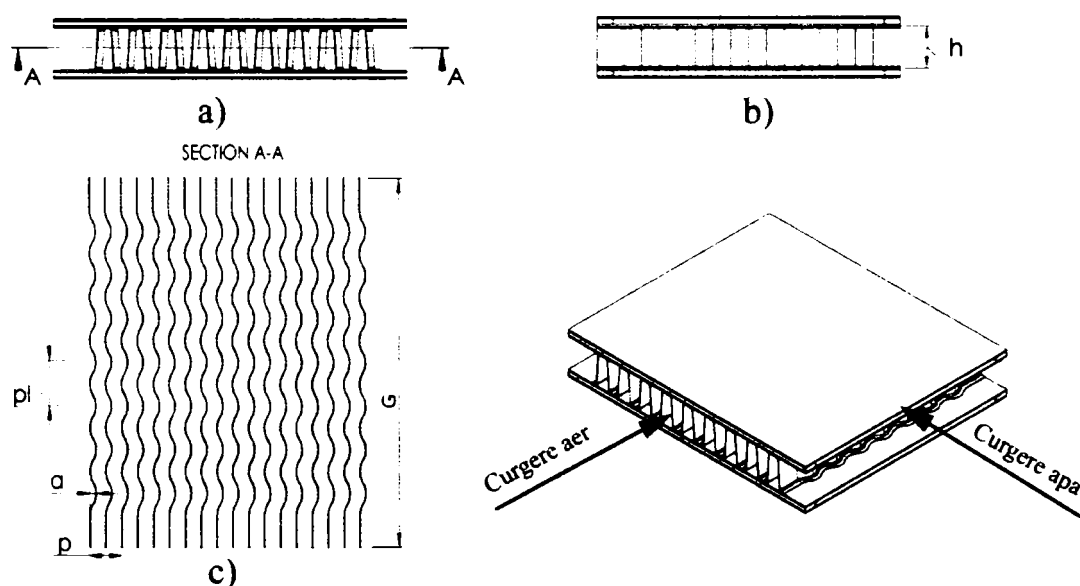 A
A
a)
h
b)
SECTION A-A
pl
a
p
G
c)
Curgere aer
Curgere apa